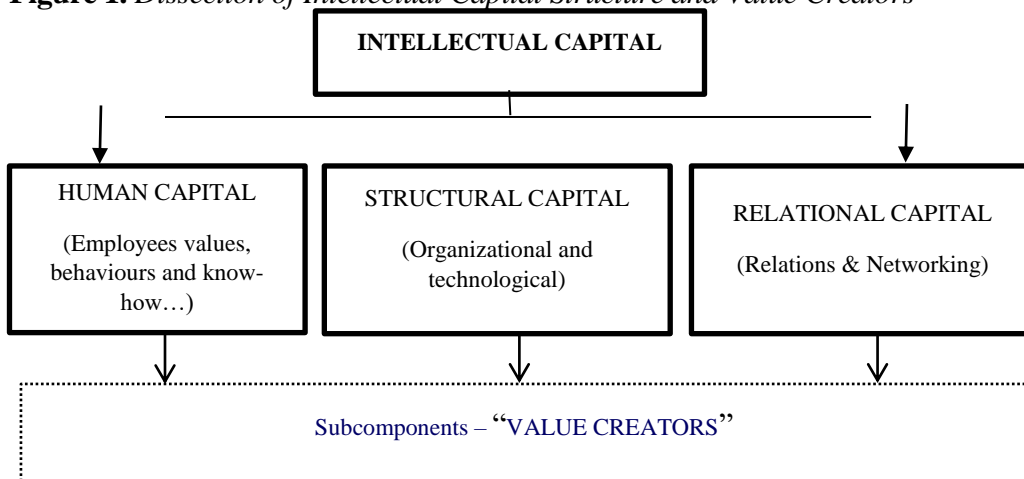 Figure 1. Dissection of Intellectual Capital Structure and Value Creators
INTELLECTUAL CAPITAL
HUMAN CAPITAL
(Employees values,
behaviours and know-
how…)
STRUCTURAL CAPITAL
(Organizational and
technological)
RELATIONAL CAPITAL
(Relations & Networking)
Subcomponents – “VALUE CREATORS”